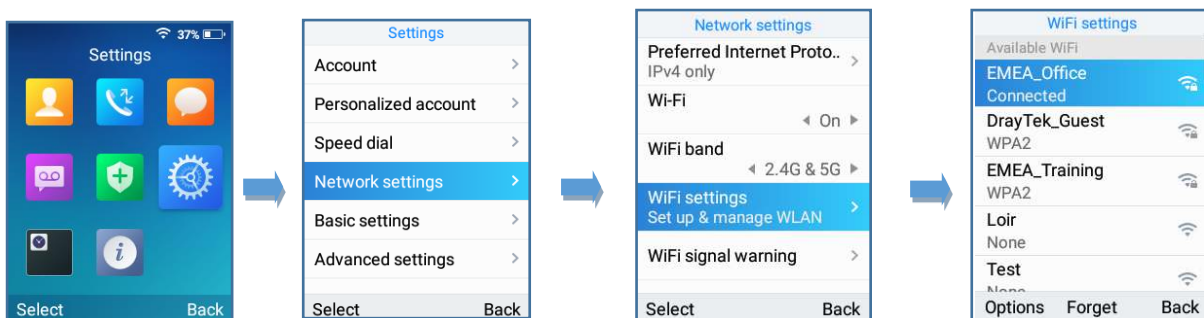 37%
Settings
Select Back
Settings
Account
Personalized account
Speed dial
Network settings
Basic settings
Advanced settings
Select Back
Network settings
Preferred Internet Proto..
IPv4 only
Wi-Fi
On
WiFi band
2.4G & 5G
WiFi settings
Set up & manage WLAN
WiFi signal warning
Select Back
WiFi settings
Available WiFi
EMEA_Office
Connected
DrayTek_Guest
WPA2
EMEA_Training
WPA2
Loir
None
Test
None
Options Forget Back